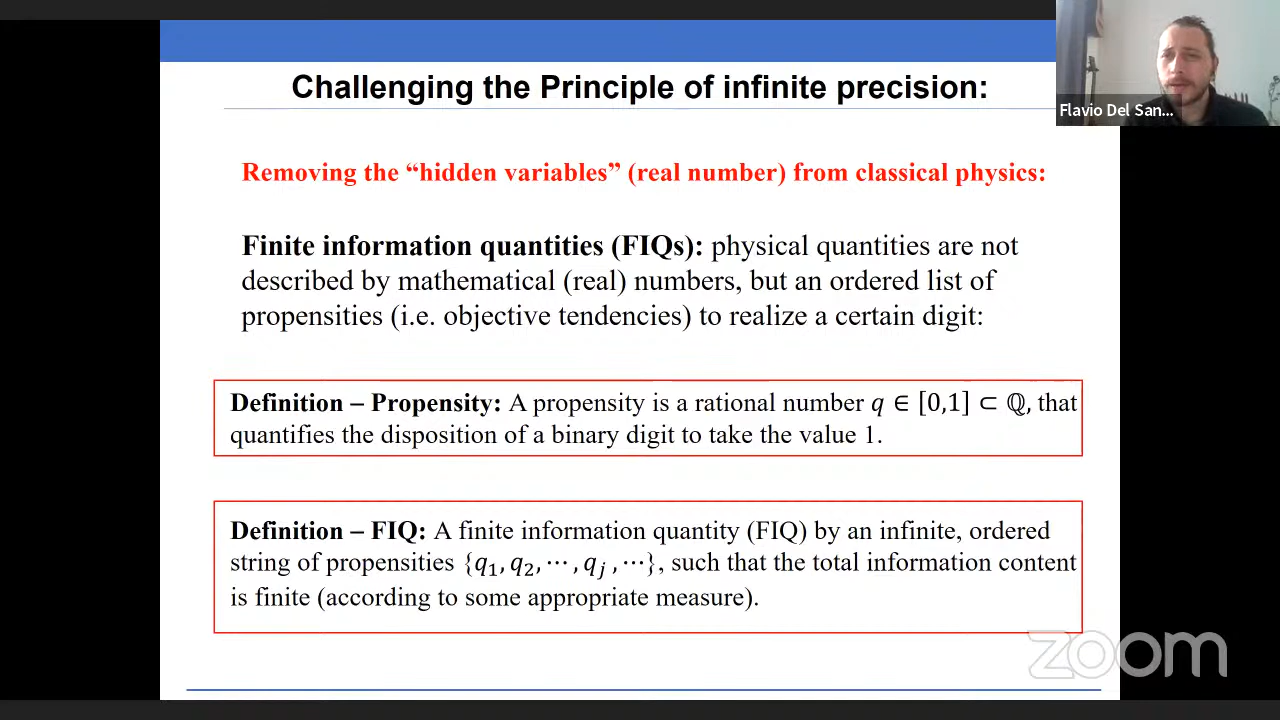 Challenging the Principle of infinite precision:
Flavio Del San...
Removing the “hidden variables” (real number) from classical physics:
Finite information quantities (FIQs): physical quantities are not
described by mathematical (real) numbers, but an ordered list of
propensities (i.e. objective tendencies) to realize a certain digit:
Definition – Propensity: A propensity is a rational number q ∈ [0,1] ⊂ ℚ, that
quantifies the disposition of a binary digit to take the value 1.
Definition – FIQ: A finite information quantity (FIQ) by an infinite, ordered
string of propensities {q₁, q₂, ⋯ , qⱼ , ⋯}, such that the total information content
is finite (according to some appropriate measure).
zoom